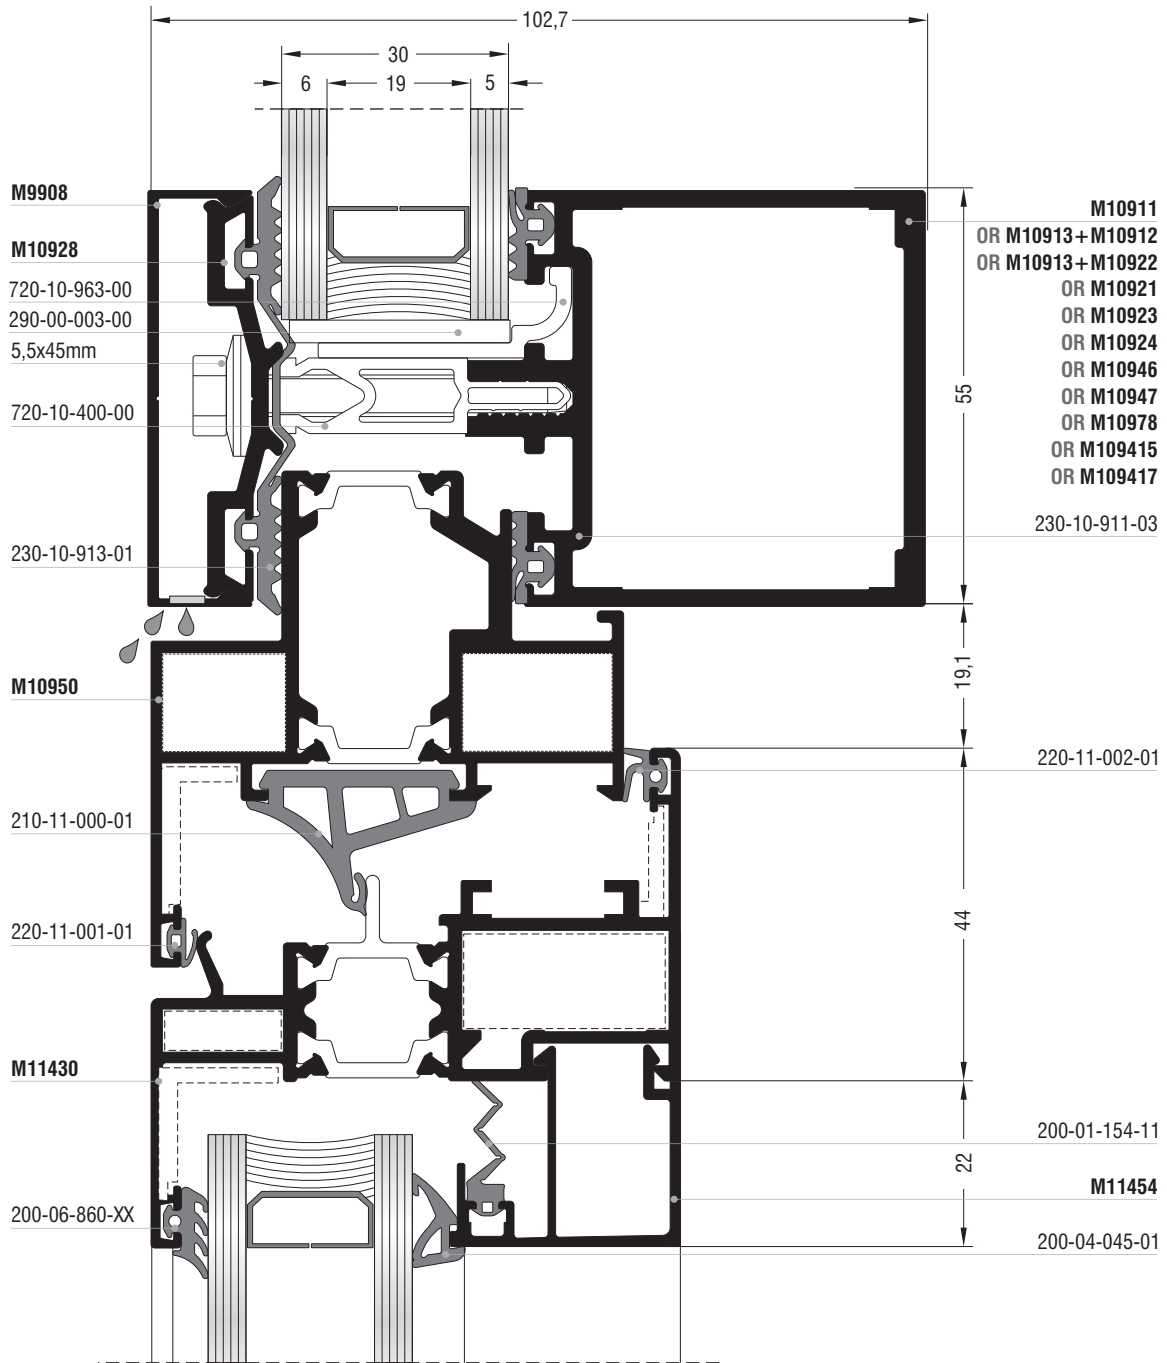 102,7
30
6
19
5
M9908
M10928
720-10-963-00
290-00-003-00
5,5x45mm
720-10-400-00
230-10-913-01
M10950
210-11-000-01
220-11-001-01
M11430
200-06-860-XX
M10911
OR M10913+M10912
OR M10913+M10922
OR M10921
OR M10923
OR M10924
OR M10946
OR M10947
OR M10978
OR M109415
OR M109417
230-10-911-03
220-11-002-01
200-01-154-11
M11454
200-04-045-01
55
19,1
44
22